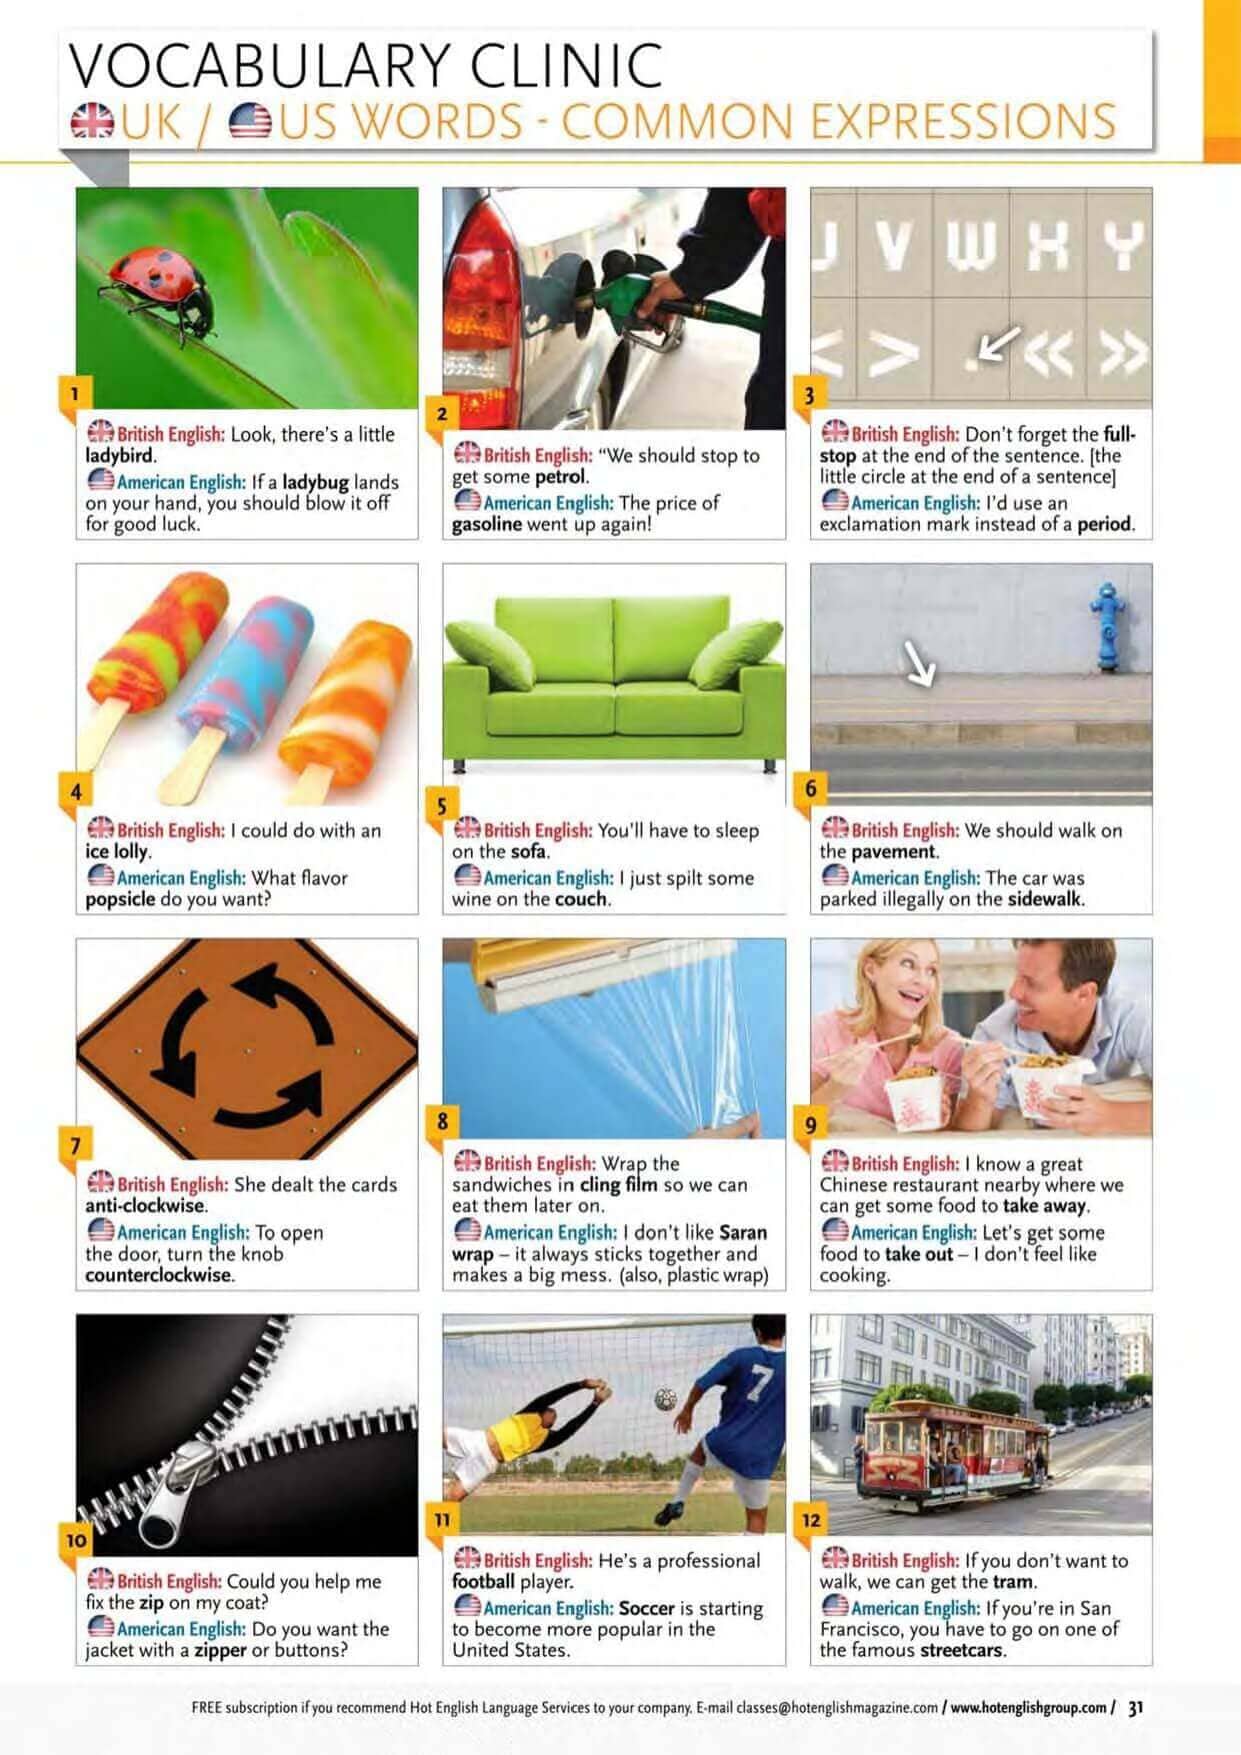 VOCABULARY CLINIC
UK / US WORDS - COMMON EXPRESSIONS
J V W X Y
< > . « »
1
British English: Look, there's a little
ladybird.
American English: If a ladybug lands
on your hand, you should blow it off
for good luck.
2
British English: "We should stop to
get some petrol.
American English: The price of
gasoline went up again!
3
British English: Don't forget the full-
stop at the end of the sentence. [the
little circle at the end of a sentence]
American English: I'd use an
exclamation mark instead of a period.
4
British English: I could do with an
ice lolly.
American English: What flavor
popsicle do you want?
5
British English: You'll have to sleep
on the sofa.
American English: I just spilt some
wine on the couch.
6
British English: We should walk on
the pavement.
American English: The car was
parked illegally on the sidewalk.
7
British English: She dealt the cards
anti-clockwise.
American English: To open
the door, turn the knob
counterclockwise.
8
British English: Wrap the
sandwiches in cling film so we can
eat them later on.
American English: I don't like Saran
wrap – it always sticks together and
makes a big mess. (also, plastic wrap)
9
British English: I know a great
Chinese restaurant nearby where we
can get some food to take away.
American English: Let's get some
food to take out – I don't feel like
cooking.
10
British English: Could you help me
fix the zip on my coat?
American English: Do you want the
jacket with a zipper or buttons?
7
11
British English: He's a professional
football player.
American English: Soccer is starting
to become more popular in the
United States.
12
British English: If you don't want to
walk, we can get the tram.
American English: If you're in San
Francisco, you have to go on one of
the famous streetcars.
FREE subscription if you recommend Hot English Language Services to your company. E-mail classes@hotenglishmagazine.com / www.hotenglishgroup.com / 31